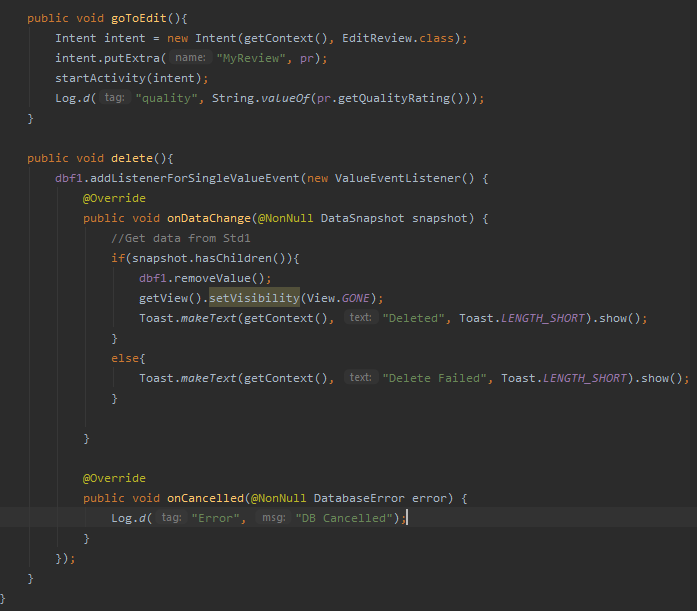 public void goToEdit(){
Intent intent = new Intent(getContext(), EditReview.class);
intent.putExtra( name: "MyReview", pr);
startActivity(intent);
Log.d( tag: "quality", String.valueOf(pr.getQualityRating()));
}
public void delete(){
dbf1.addListenerForSingleValueEvent(new ValueEventListener() {
@Override
public void onDataChange(@NonNull DataSnapshot snapshot) {
//Get data from Std1
if(snapshot.hasChildren()){
dbf1.removeValue();
getView().setVisibility(View.GONE);
Toast.makeText(getContext(), text: "Deleted", Toast.LENGTH_SHORT).show();
}
else{
Toast.makeText(getContext(), text: "Delete Failed", Toast.LENGTH_SHORT).show();
}
}
@Override
public void onCancelled(@NonNull DatabaseError error) {
Log.d( tag: "Error", msg: "DB Cancelled");
}
});
}
}